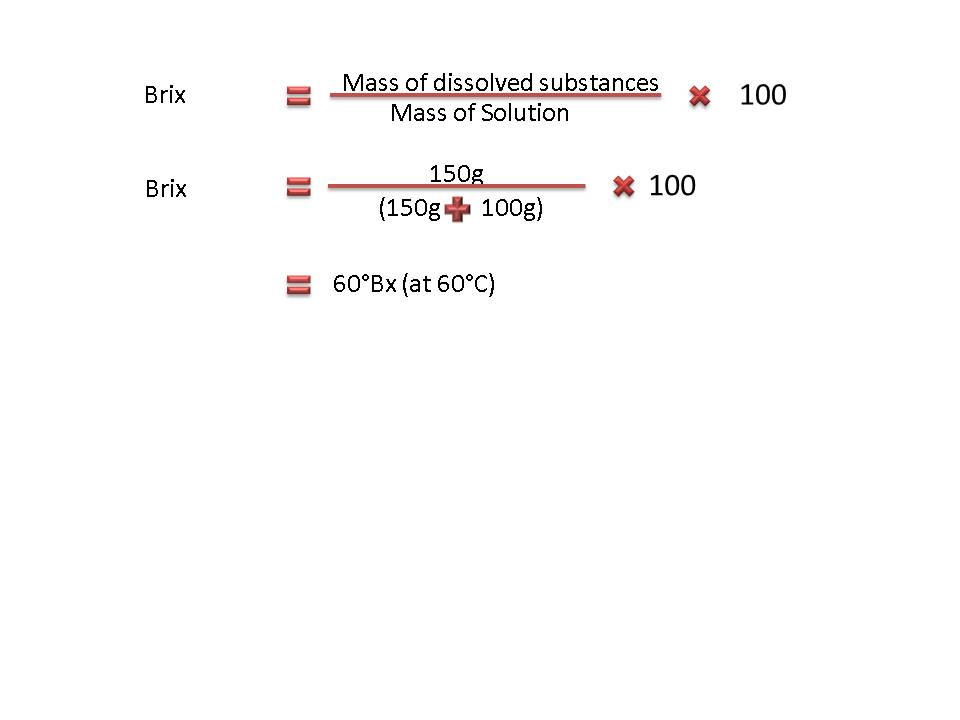 Brix = Mass of dissolved substances × 100
Mass of Solution
Brix = 150g × 100
(150g + 100g)
= 60°Bx (at 60°C)